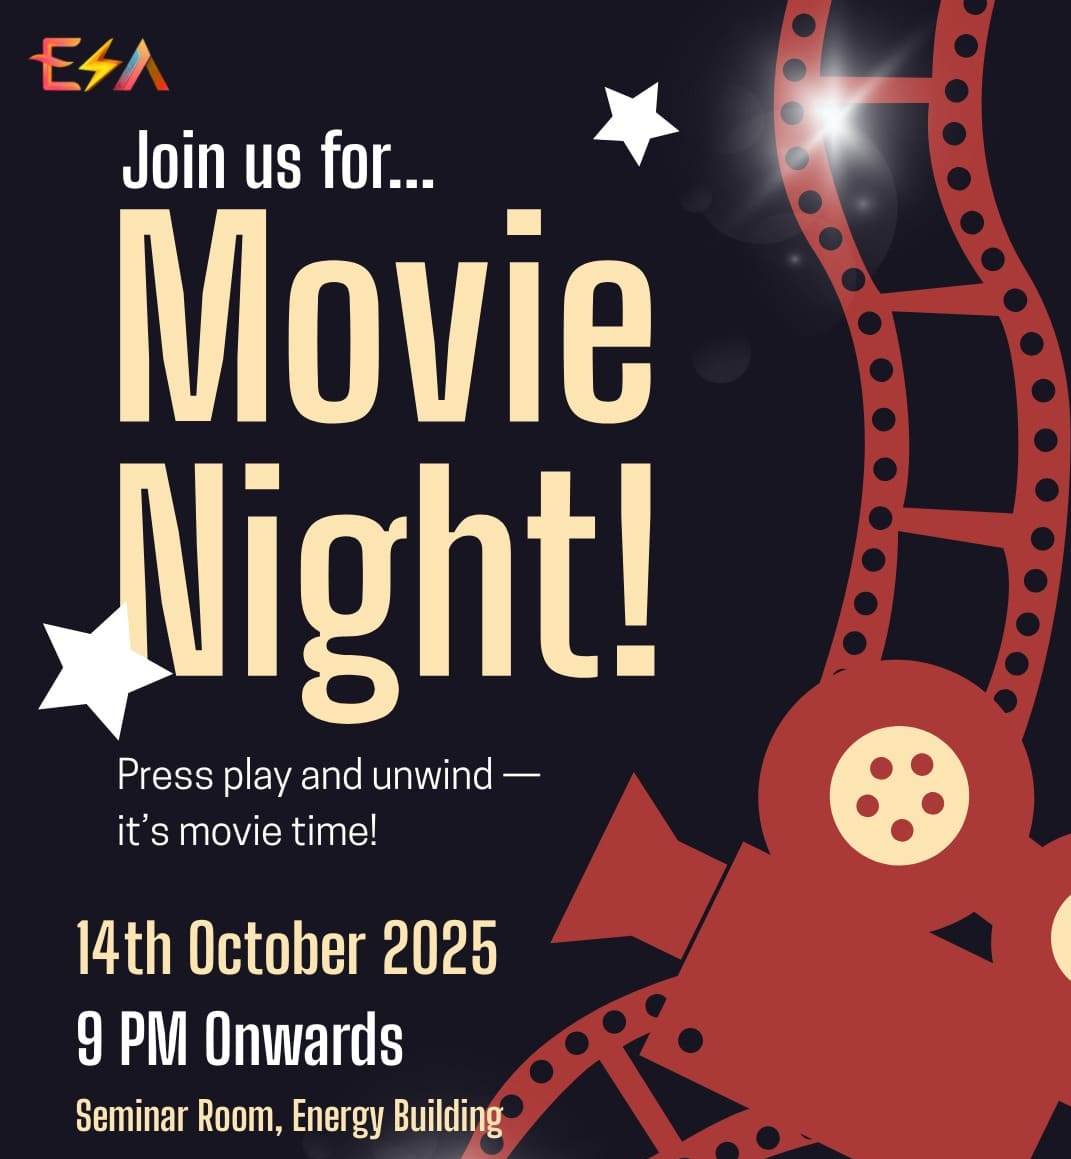 ESA
Join us for...
Movie
Night!
Press play and unwind —
it's movie time!
14th October 2025
9 PM Onwards
Seminar Room, Energy Building